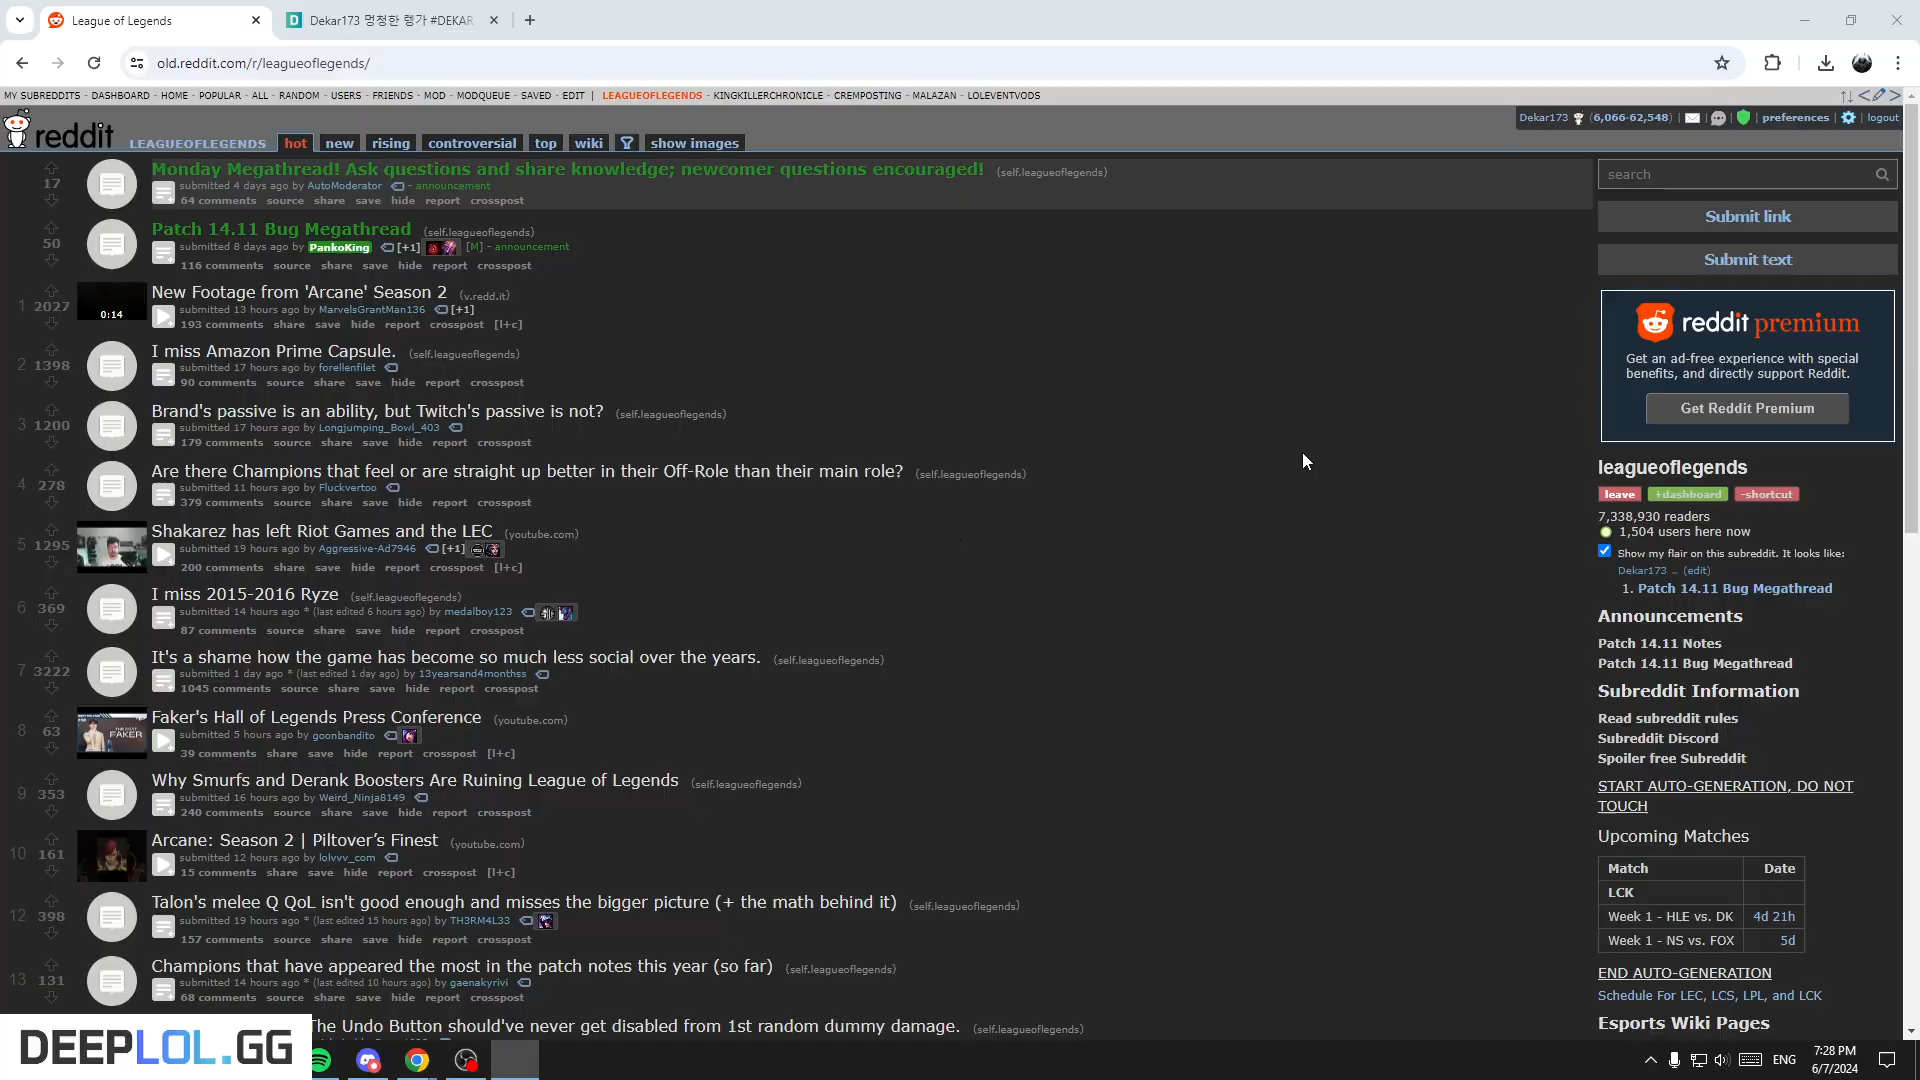 League of Legends
Dekar173 멍청한 렝가 #DEKAR
old.reddit.com/r/leagueoflegends/
MY SUBREDDITS - DASHBOARD - HOME - POPULAR - ALL - RANDOM - USERS - FRIENDS - MOD - MODQUEUE - SAVED - EDIT | LEAGUEOFLEGENDS - KINGKILLERCHRONICLE - CREMPOSTING - MALAZAN - LOLEVENTVODS
Dekar173 (6,066·62,548) | preferences | logout
reddit LEAGUEOFLEGENDS hot new rising controversial top wiki show images
Monday Megathread! Ask questions and share knowledge; newcomer questions encouraged! (self.leagueoflegends)
17
submitted 4 days ago by AutoModerator - announcement
64 comments source share save hide report crosspost
Patch 14.11 Bug Megathread (self.leagueoflegends)
50
submitted 8 days ago by PankoKing [+1] [M] - announcement
116 comments source share save hide report crosspost
New Footage from 'Arcane' Season 2 (v.redd.it)
1 2027
0:14
submitted 13 hours ago by MarvelsGrantMan136 [+1]
193 comments share save hide report crosspost [l+c]
I miss Amazon Prime Capsule. (self.leagueoflegends)
2 1398
submitted 17 hours ago by forellenfilet
90 comments source share save hide report crosspost
Brand's passive is an ability, but Twitch's passive is not? (self.leagueoflegends)
3 1200
submitted 17 hours ago by Longjumping_Bowl_403
179 comments source share save hide report crosspost
Are there Champions that feel or are straight up better in their Off-Role than their main role? (self.leagueoflegends)
4 278
submitted 11 hours ago by Fluckvertoo
379 comments source share save hide report crosspost
Shakarez has left Riot Games and the LEC (youtube.com)
5 1295
submitted 19 hours ago by Aggressive-Ad7946 [+1]
200 comments share save hide report crosspost [l+c]
I miss 2015-2016 Ryze (self.leagueoflegends)
6 369
submitted 14 hours ago * (last edited 6 hours ago) by medalboy123
87 comments source share save hide report crosspost
It's a shame how the game has become so much less social over the years. (self.leagueoflegends)
7 3222
submitted 1 day ago * (last edited 1 day ago) by 13yearsand4monthss
1045 comments source share save hide report crosspost
Faker's Hall of Legends Press Conference (youtube.com)
8 63
FAKER
submitted 5 hours ago by goonbandito
39 comments share save hide report crosspost [l+c]
Why Smurfs and Derank Boosters Are Ruining League of Legends (self.leagueoflegends)
9 353
submitted 16 hours ago by Weird_Ninja8149
240 comments source share save hide report crosspost
Arcane: Season 2 | Piltover’s Finest (youtube.com)
10 161
submitted 12 hours ago by lolvvv_com
15 comments share save hide report crosspost [l+c]
Talon's melee Q QoL isn't good enough and misses the bigger picture (+ the math behind it) (self.leagueoflegends)
12 398
submitted 19 hours ago * (last edited 15 hours ago) by TH3RM4L33
157 comments source share save hide report crosspost
Champions that have appeared the most in the patch notes this year (so far) (self.leagueoflegends)
13 131
submitted 14 hours ago * (last edited 10 hours ago) by gaenakyrivi
68 comments source share save hide report crosspost
The Undo Button should've never get disabled from 1st random dummy damage. (self.leagueoflegends)
search
Submit link
Submit text
reddit premium
Get an ad-free experience with special
benefits, and directly support Reddit.
Get Reddit Premium
leagueoflegends
leave +dashboard -shortcut
7,338,930 readers
1,504 users here now
Show my flair on this subreddit. It looks like:
Dekar173 (edit)
1. Patch 14.11 Bug Megathread
Announcements
Patch 14.11 Notes
Patch 14.11 Bug Megathread
Subreddit Information
Read subreddit rules
Subreddit Discord
Spoiler free Subreddit
START AUTO-GENERATION, DO NOT
TOUCH
Upcoming Matches
Match Date
LCK
Week 1 - HLE vs. DK 4d 21h
Week 1 - NS vs. FOX 5d
END AUTO-GENERATION
Schedule For LEC, LCS, LPL, and LCK
Esports Wiki Pages
DEEPLOL.GG
ENG
7:28 PM
6/7/2024